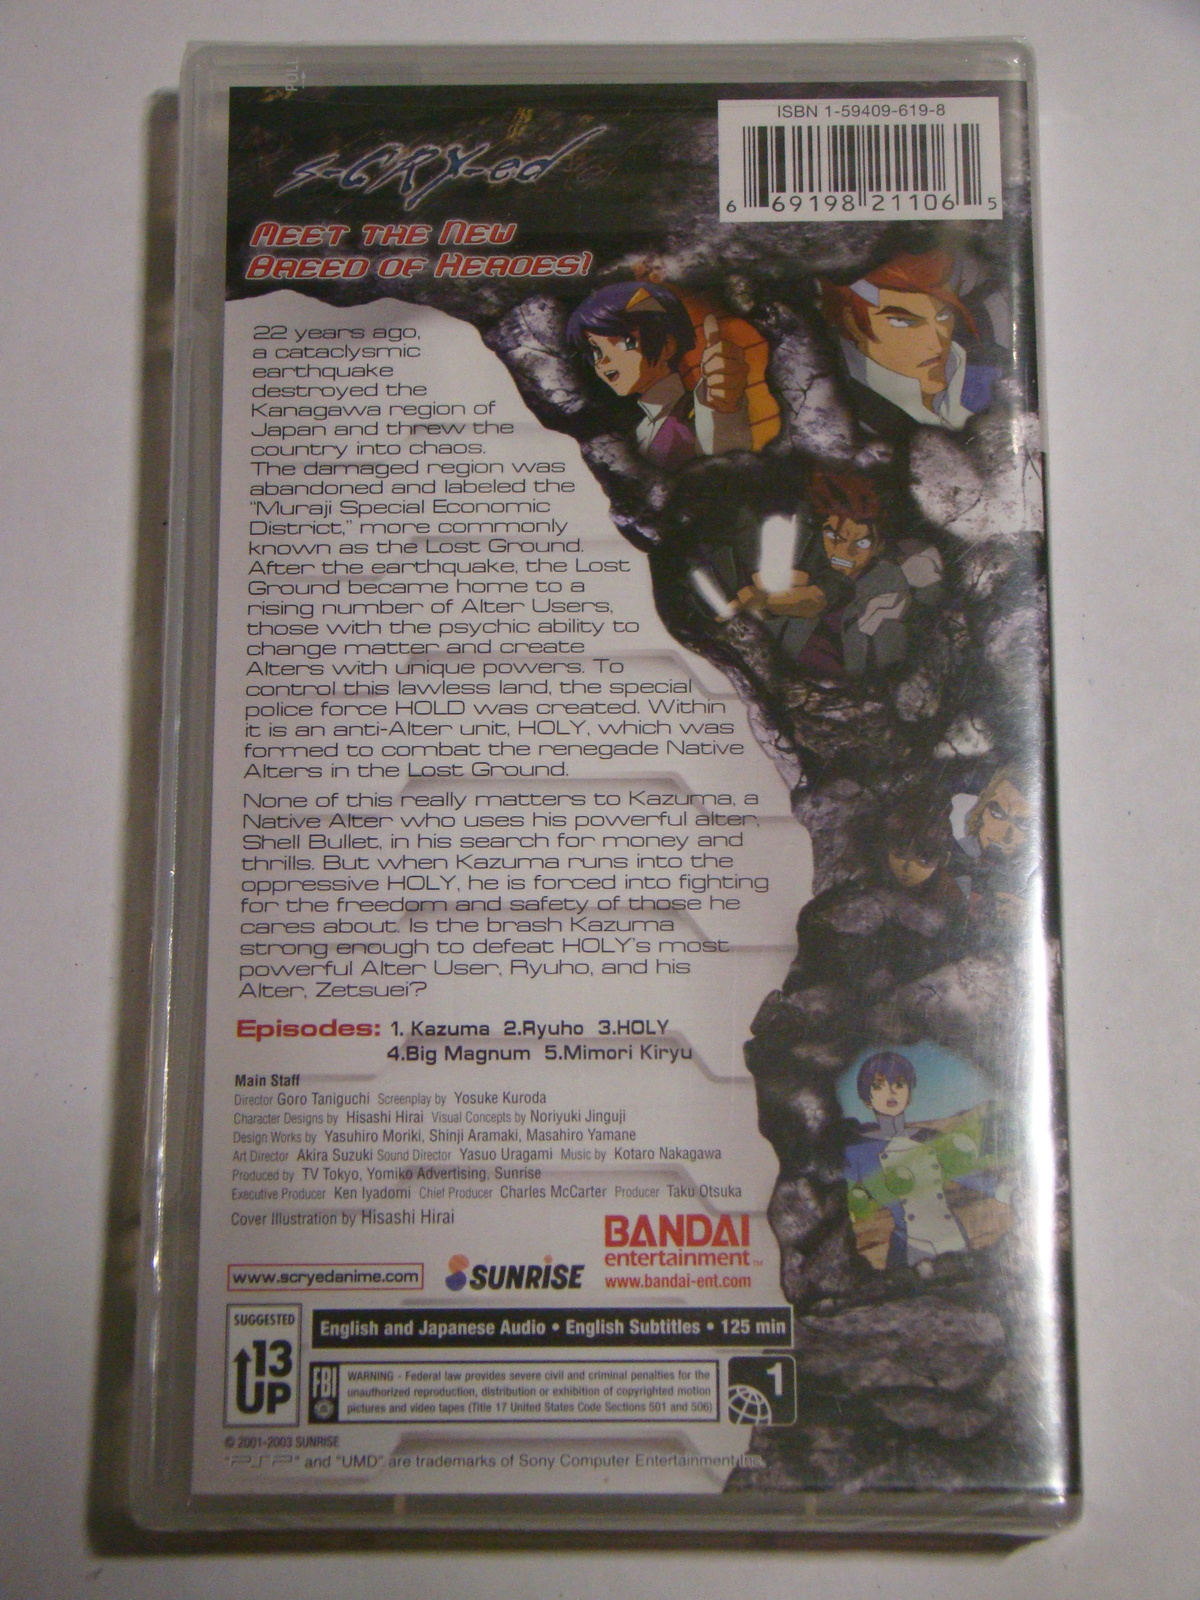 PULL
ISBN 1-59409-619-8
6 69198 21106 5
s-CRY-ed
MEET THE NEW
BREED OF HEROES!
22 years ago,
a cataclysmic
earthquake
destroyed the
Kanagawa region of
Japan and threw the
country into chaos.
The damaged region was
abandoned and labeled the
"Muraji Special Economic
District," more commonly
known as the Lost Ground.
After the earthquake, the Lost
Ground became home to a
rising number of Alter Users,
those with the psychic ability to
change matter and create
Alters with unique powers. To
control this lawless land, the special
police force HOLD was created. Within
it is an anti-Alter unit, HOLY, which was
formed to combat the renegade Native
Alters in the Lost Ground.
None of this really matters to Kazuma, a
Native Alter who uses his powerful alter,
Shell Bullet, in his search for money and
thrills. But when Kazuma runs into the
oppressive HOLY, he is forced into fighting
for the freedom and safety of those he
cares about. Is the brash Kazuma
strong enough to defeat HOLY's most
powerful Alter User, Ryuho, and his
Alter, Zetsuei?
Episodes: 1. Kazuma 2.Ryuho 3.HOLY
4.Big Magnum 5.Mimori Kiryu
Main Staff
Director Goro Taniguchi Screenplay by Yosuke Kuroda
Character Designs by Hisashi Hirai Visual Concepts by Noriyuki Jinguji
Design Works by Yasuhiro Moriki, Shinji Aramaki, Masahiro Yamane
Art Director Akira Suzuki Sound Director Yasuo Uragami Music by Kotaro Nakagawa
Produced by TV Tokyo, Yomiko Advertising, Sunrise
Executive Producer Ken Iyadomi Chief Producer Charles McCarter Producer Taku Otsuka
Cover Illustration by Hisashi Hirai
BANDAI
entertainment™
www.scryedanime.com
SUNRISE
www.bandai-ent.com
SUGGESTED
13
UP
English and Japanese Audio • English Subtitles • 125 min
FBI
WARNING - Federal law provides severe civil and criminal penalties for the
unauthorized reproduction, distribution or exhibition of copyrighted motion
pictures and video tapes (Title 17 United States Code Sections 501 and 506)
1
© 2001-2003 SUNRISE
"PSP" and "UMD" are trademarks of Sony Computer Entertainment Inc.